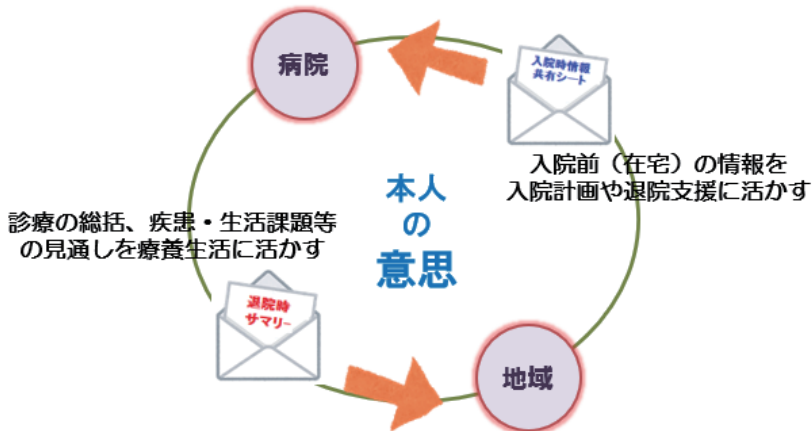 病院
入院時情報
共有シート
入院前（在宅）の情報を
入院計画や退院支援に活かす
本人
の
意思
診療の総括、疾患・生活課題等
の見通しを療養生活に活かす
退院時
サマリー
地域